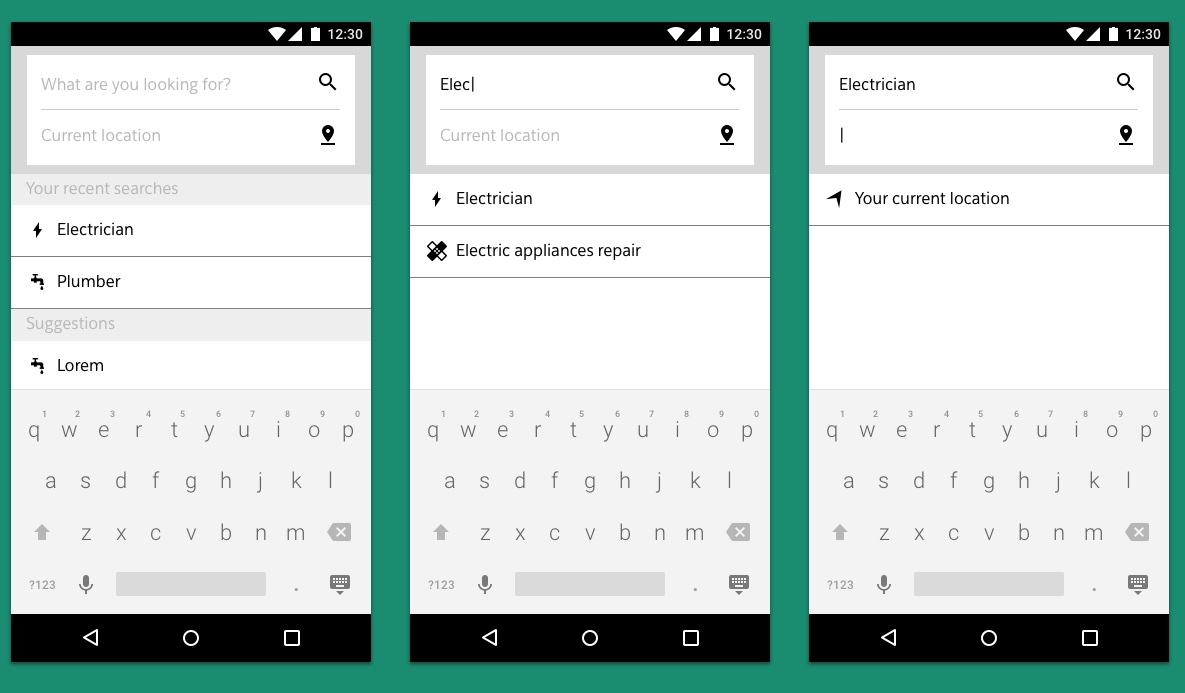 12:30
What are you looking for?
Current location
Your recent searches
Electrician
Plumber
Suggestions
Lorem
1 2 3 4 5 6 7 8 9 0
q w e r t y u i o p
a s d f g h j k l
z x c v b n m
?123 .
12:30
Elec
Current location
Electrician
Electric appliances repair
1 2 3 4 5 6 7 8 9 0
q w e r t y u i o p
a s d f g h j k l
z x c v b n m
?123 .
12:30
Electrician
Your current location
1 2 3 4 5 6 7 8 9 0
q w e r t y u i o p
a s d f g h j k l
z x c v b n m
?123 .